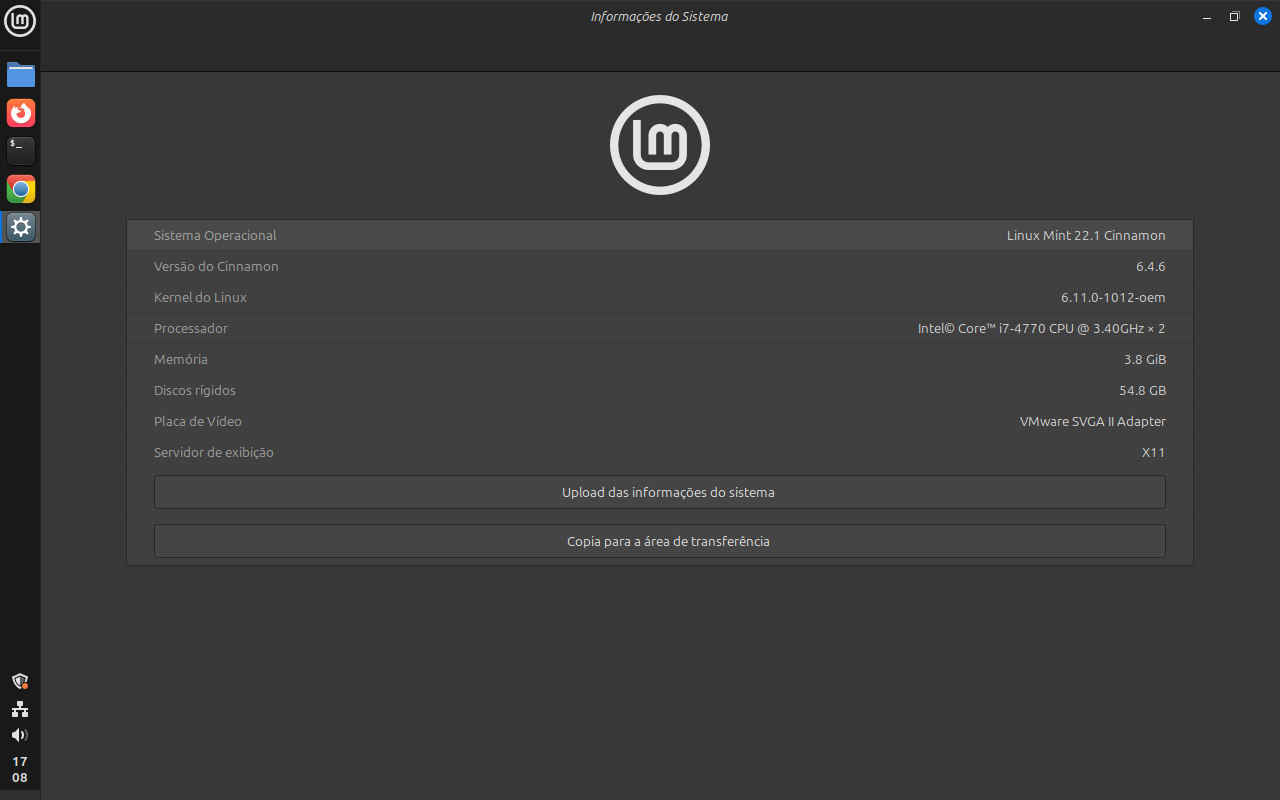 Informações do Sistema
Sistema Operacional Linux Mint 22.1 Cinnamon
Versão do Cinnamon 6.4.6
Kernel do Linux 6.11.0-1012-oem
Processador Intel© Core™ i7-4770 CPU @ 3.40GHz × 2
Memória 3.8 GiB
Discos rígidos 54.8 GB
Placa de Vídeo VMware SVGA II Adapter
Servidor de exibição X11
Upload das informações do sistema
Copia para a área de transferência
$_
17
08